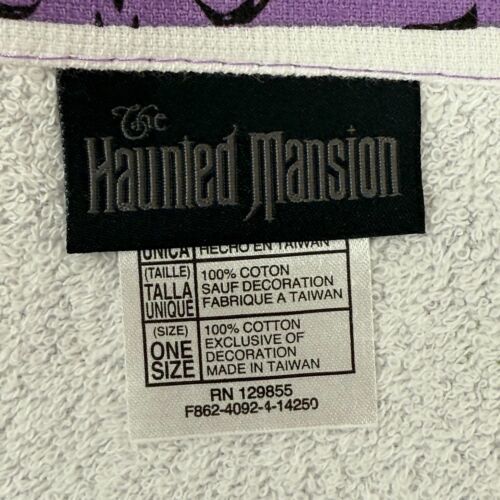 The
Haunted Mansion
UNICA HECHO EN TAIWAN
(TAILLE) 100% COTON
TALLA SAUF DECORATION
UNIQUE FABRIQUE A TAIWAN
(SIZE) 100% COTTON
ONE EXCLUSIVE OF
SIZE DECORATION
MADE IN TAIWAN
RN 129855
F862-4092-4-14250